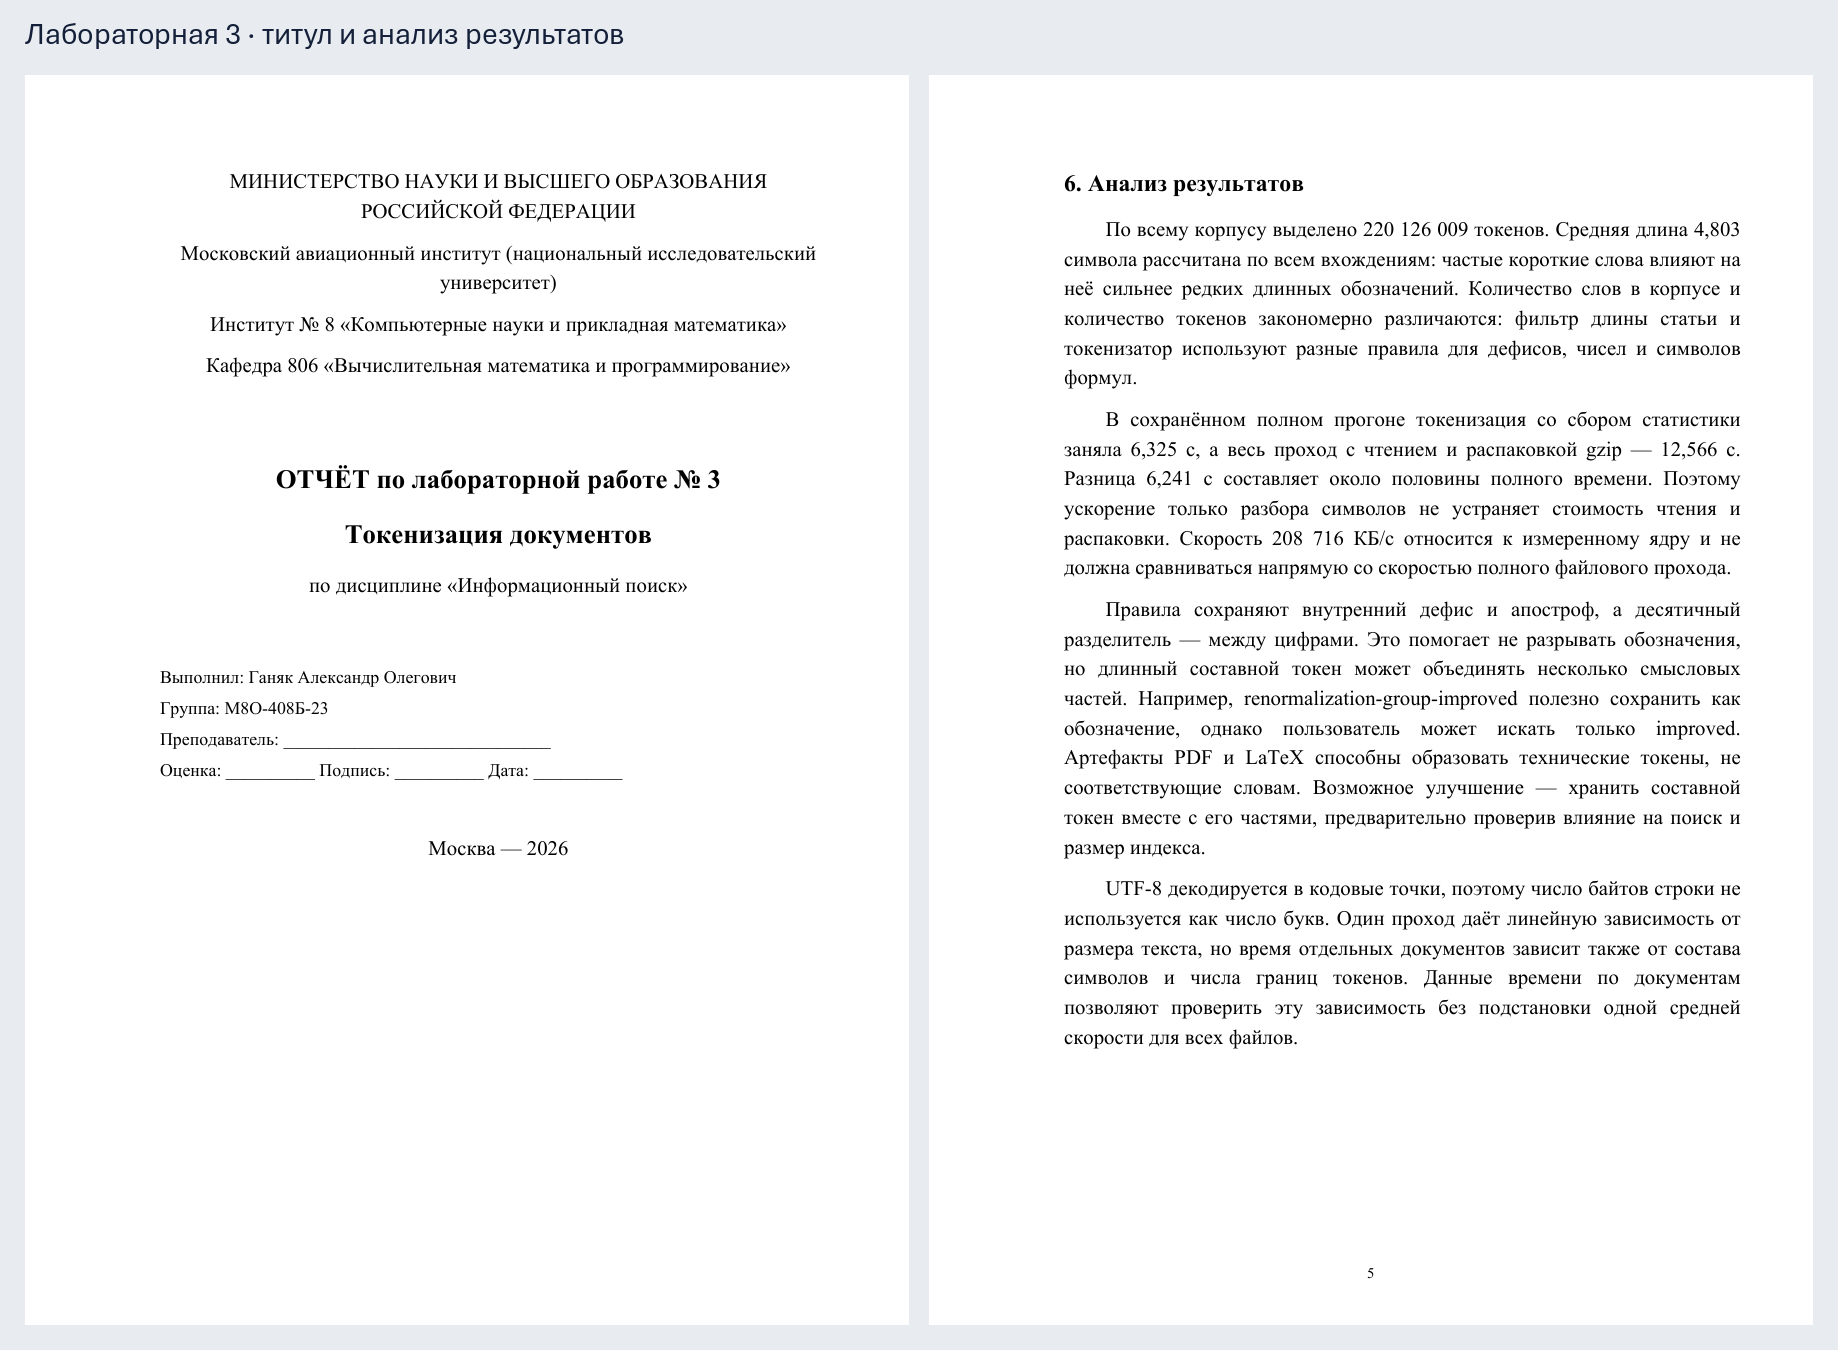 Лабораторная 3 · титул и анализ результатов
МИНИСТЕРСТВО НАУКИ И ВЫСШЕГО ОБРАЗОВАНИЯ
РОССИЙСКОЙ ФЕДЕРАЦИИ
Московский авиационный институт (национальный исследовательский
университет)
Институт № 8 «Компьютерные науки и прикладная математика»
Кафедра 806 «Вычислительная математика и программирование»
ОТЧЁТ по лабораторной работе № 3
Токенизация документов
по дисциплине «Информационный поиск»
Выполнил: Ганяк Александр Олегович
Группа: М8О-408Б-23
Преподаватель: ______________________________
Оценка: __________ Подпись: __________ Дата: __________
Москва — 2026
6. Анализ результатов
По всему корпусу выделено 220 126 009 токенов. Средняя длина 4,803
символа рассчитана по всем вхождениям: частые короткие слова влияют на
неё сильнее редких длинных обозначений. Количество слов в корпусе и
количество токенов закономерно различаются: фильтр длины статьи и
токенизатор используют разные правила для дефисов, чисел и символов
формул.
В сохранённом полном прогоне токенизация со сбором статистики
заняла 6,325 с, а весь проход с чтением и распаковкой gzip — 12,566 с.
Разница 6,241 с составляет около половины полного времени. Поэтому
ускорение только разбора символов не устраняет стоимость чтения и
распаковки. Скорость 208 716 КБ/с относится к измеренному ядру и не
должна сравниваться напрямую со скоростью полного файлового прохода.
Правила сохраняют внутренний дефис и апостроф, а десятичный
разделитель — между цифрами. Это помогает не разрывать обозначения,
но длинный составной токен может объединять несколько смысловых
частей. Например, renormalization-group-improved полезно сохранить как
обозначение, однако пользователь может искать только improved.
Артефакты PDF и LaTeX способны образовать технические токены, не
соответствующие словам. Возможное улучшение — хранить составной
токен вместе с его частями, предварительно проверив влияние на поиск и
размер индекса.
UTF-8 декодируется в кодовые точки, поэтому число байтов строки не
используется как число букв. Один проход даёт линейную зависимость от
размера текста, но время отдельных документов зависит также от состава
символов и числа границ токенов. Данные времени по документам
позволяют проверить эту зависимость без подстановки одной средней
скорости для всех файлов.
5